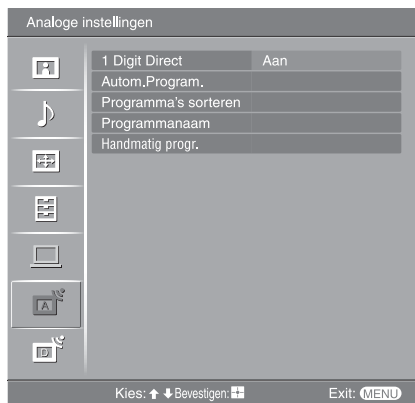 Analoge instellingen
1 Digit Direct Aan
Autom.Program.
Programma's sorteren
Programmanaam
Handmatig progr.
A
D
Kies: Bevestigen: Exit: MENU